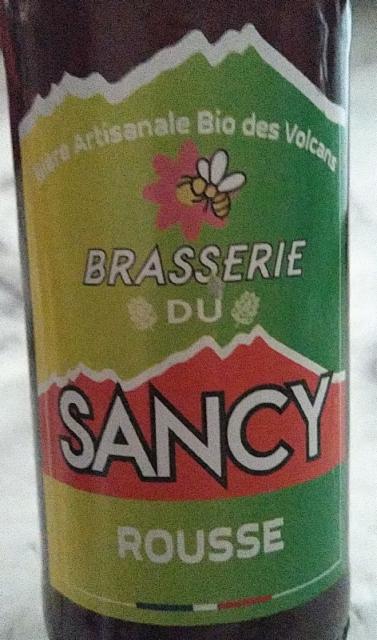 Bière Artisanale Bio des Volcans
BRASSERIE
DU
SANCY
ROUSSE